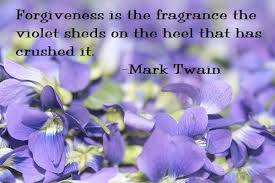 Forgiveness is the fragrance the
violet sheds on the heel that has
crushed it.
-Mark Twain